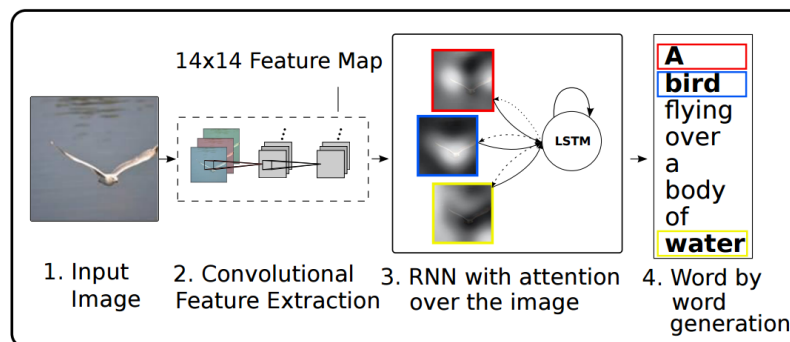 14x14 Feature Map
LSTM
A
bird
flying
over
a
body
of
water
1. Input
Image
2. Convolutional
Feature Extraction
3. RNN with attention
over the image
4. Word by
word
generation